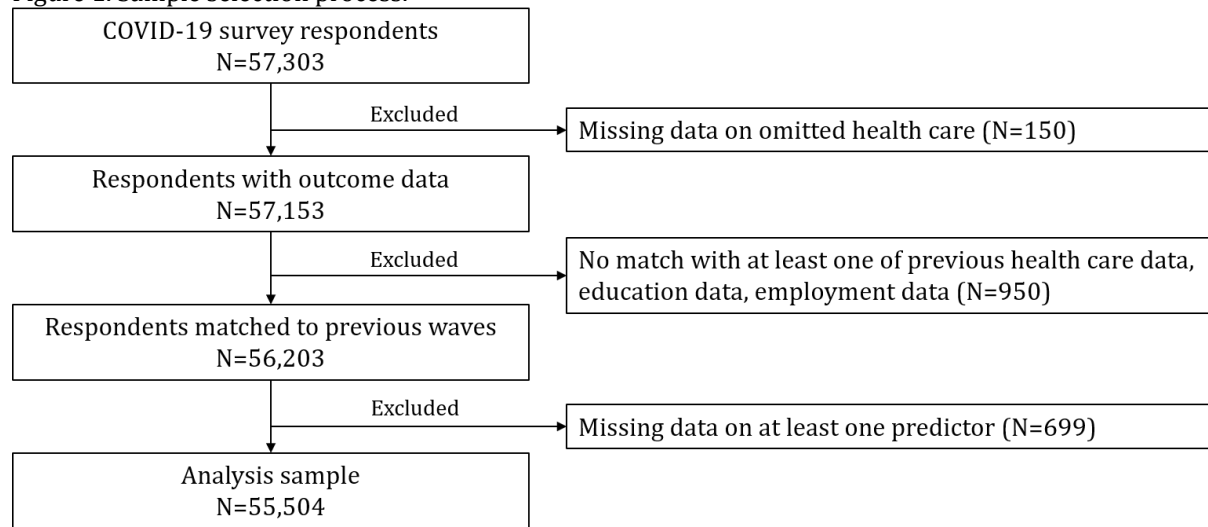 Figure 1. Sample selection process.
COVID-19 survey respondents
N=57,303
Excluded
Missing data on omitted health care (N=150)
Respondents with outcome data
N=57,153
Excluded
No match with at least one of previous health care data,
education data, employment data (N=950)
Respondents matched to previous waves
N=56,203
Excluded
Missing data on at least one predictor (N=699)
Analysis sample
N=55,504